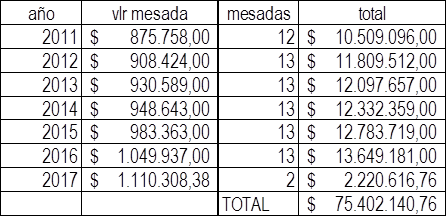 año vlr mesada mesadas total
2011 $ 875.758,00 12 $ 10.509.096,00
2012 $ 908.424,00 13 $ 11.809.512,00
2013 $ 930.589,00 13 $ 12.097.657,00
2014 $ 948.643,00 13 $ 12.332.359,00
2015 $ 983.363,00 13 $ 12.783.719,00
2016 $ 1.049.937,00 13 $ 13.649.181,00
2017 $ 1.110.308,38 2 $ 2.220.616,76
TOTAL $ 75.402.140,76